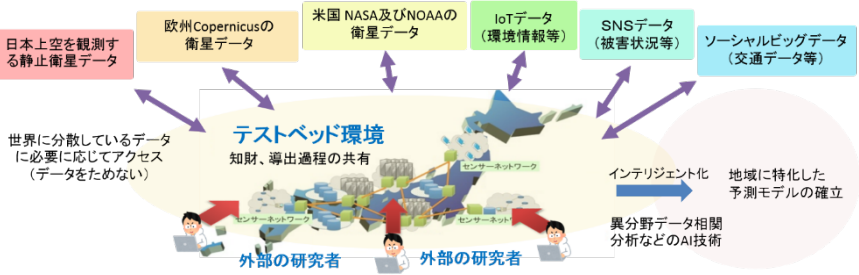 日本上空を観測す
る静止衛星データ
欧州Copernicusの
衛星データ
米国 NASA及びNOAAの
衛星データ
IoTデータ
(環境情報等)
SNSデータ
(被害状況等)
ソーシャルビッグデータ
(交通データ等)
世界に分散しているデータ
に必要に応じてアクセス
(データをためない)
テストベッド環境
知財、導出過程の共有
センサーネットワーク
センサーネットワーク
センサーネット
外部の研究者
外部の研究者
インテリジェント化
異分野データ相関
分析などのAI技術
地域に特化した
予測モデルの確立